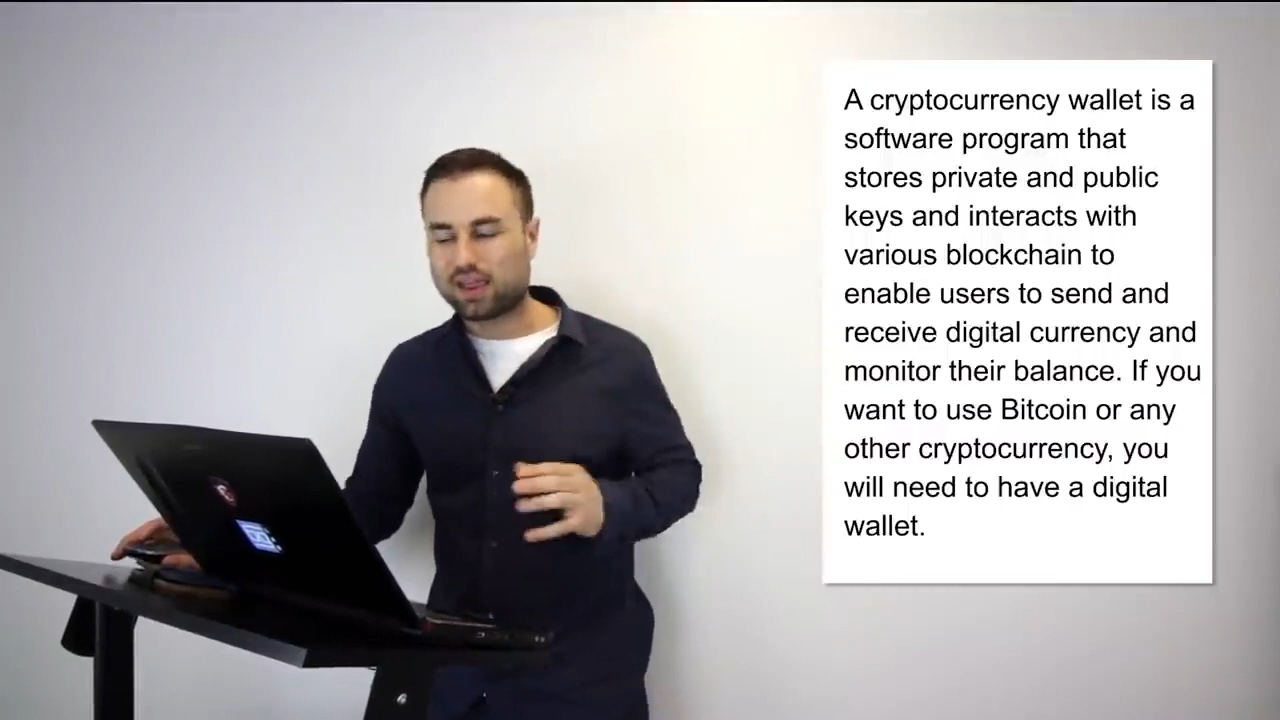 A cryptocurrency wallet is a
software program that
stores private and public
keys and interacts with
various blockchain to
enable users to send and
receive digital currency and
monitor their balance. If you
want to use Bitcoin or any
other cryptocurrency, you
will need to have a digital
wallet.